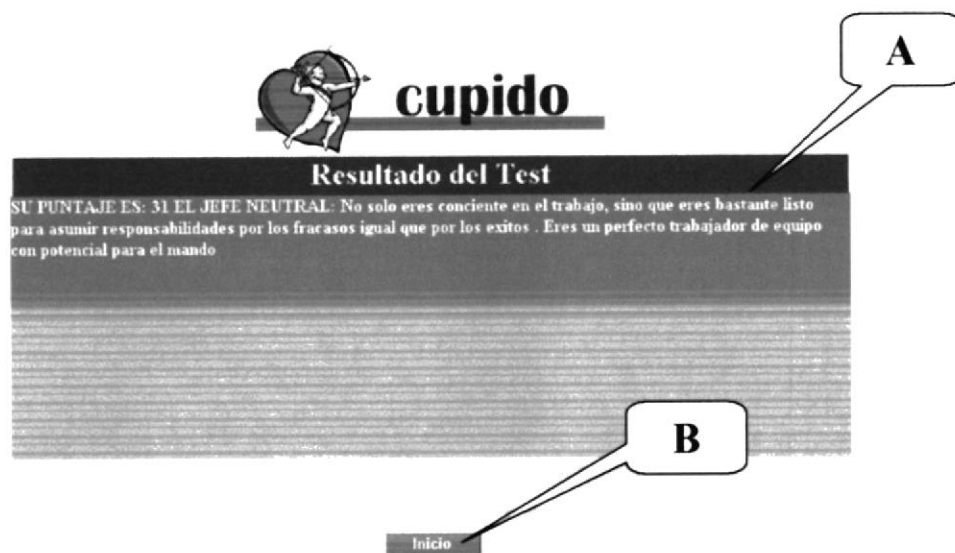 A
cupido
Resultado del Test
SU PUNTAJE ES: 31 EL JEFE NEUTRAL: No solo eres conciente en el trabajo, sino que eres bastante listo
para asumir responsabilidades por los fracasos igual que por los exitos . Eres un perfecto trabajador de equipo
con potencial para el mando
B
Inicio